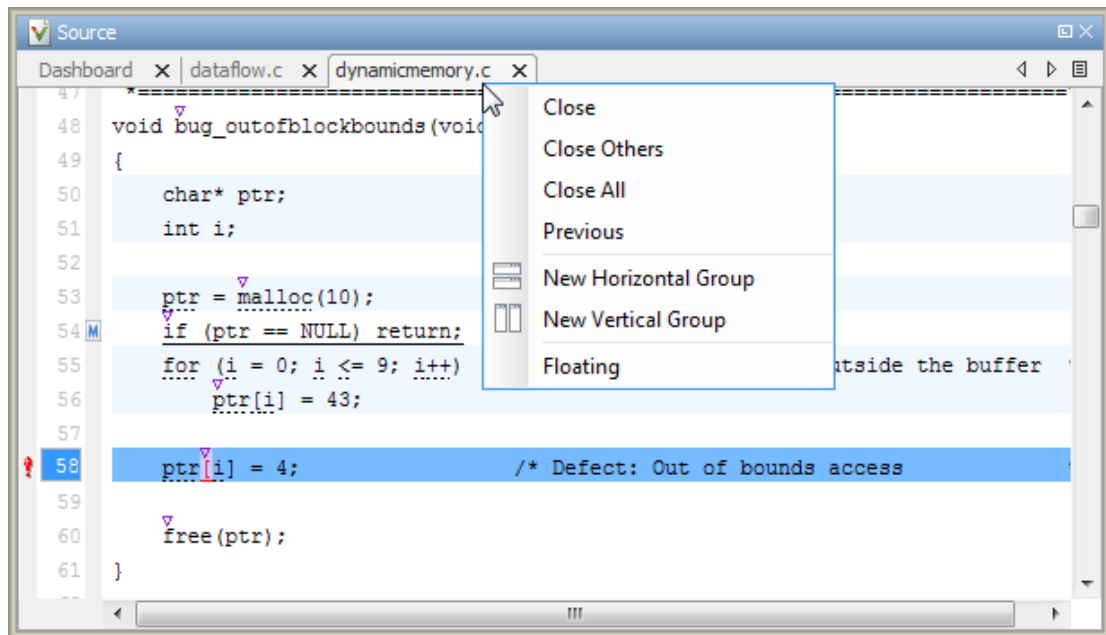 Source
Dashboard dataflow.c dynamicmemory.c
47 *==================================================================
48 void bug_outofblockbounds(void
49 {
50 char* ptr;
51 int i;
52
53 ptr = malloc(10);
54 M if (ptr == NULL) return;
55 for (i = 0; i <= 9; i++) utside the buffer
56 ptr[i] = 43;
57
58 ptr[i] = 4; /* Defect: Out of bounds access
59
60 free(ptr);
61 }
Close
Close Others
Close All
Previous
New Horizontal Group
New Vertical Group
Floating